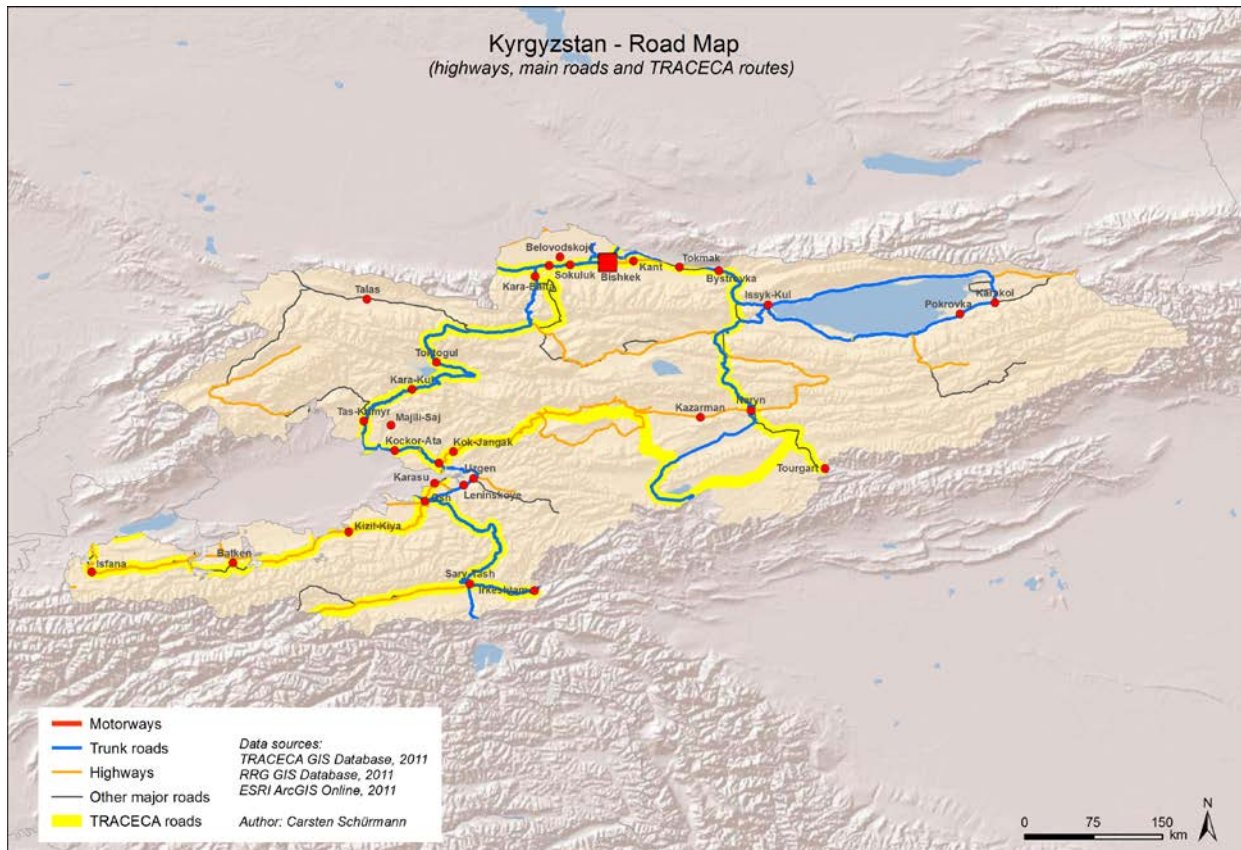 Kyrgyzstan - Road Map
(highways, main roads and TRACECA routes)
Belovodskoje
Sokuluk
Bishkek
Kant
Tokmak
Bystrovka
Talas
Issyk-Kul
Pokrovka
Karakol
Toktogul
Kara-Kul
Tas-Kumyr
Majili-Saj
Kockor-Ata
Kok-Jangak
Kazarman
Naryn
Tourgart
Uzgen
Karasu
Leninskoye
Osh
Kizil-Kiya
Batken
Isfana
Sary-Tash
Irkeshtam
Motorways
Trunk roads
Highways
Other major roads
TRACECA roads
Data sources:
TRACECA GIS Database, 2011
RRG GIS Database, 2011
ESRI ArcGIS Online, 2011
Author: Carsten Schürmann
N
0 75 150
km